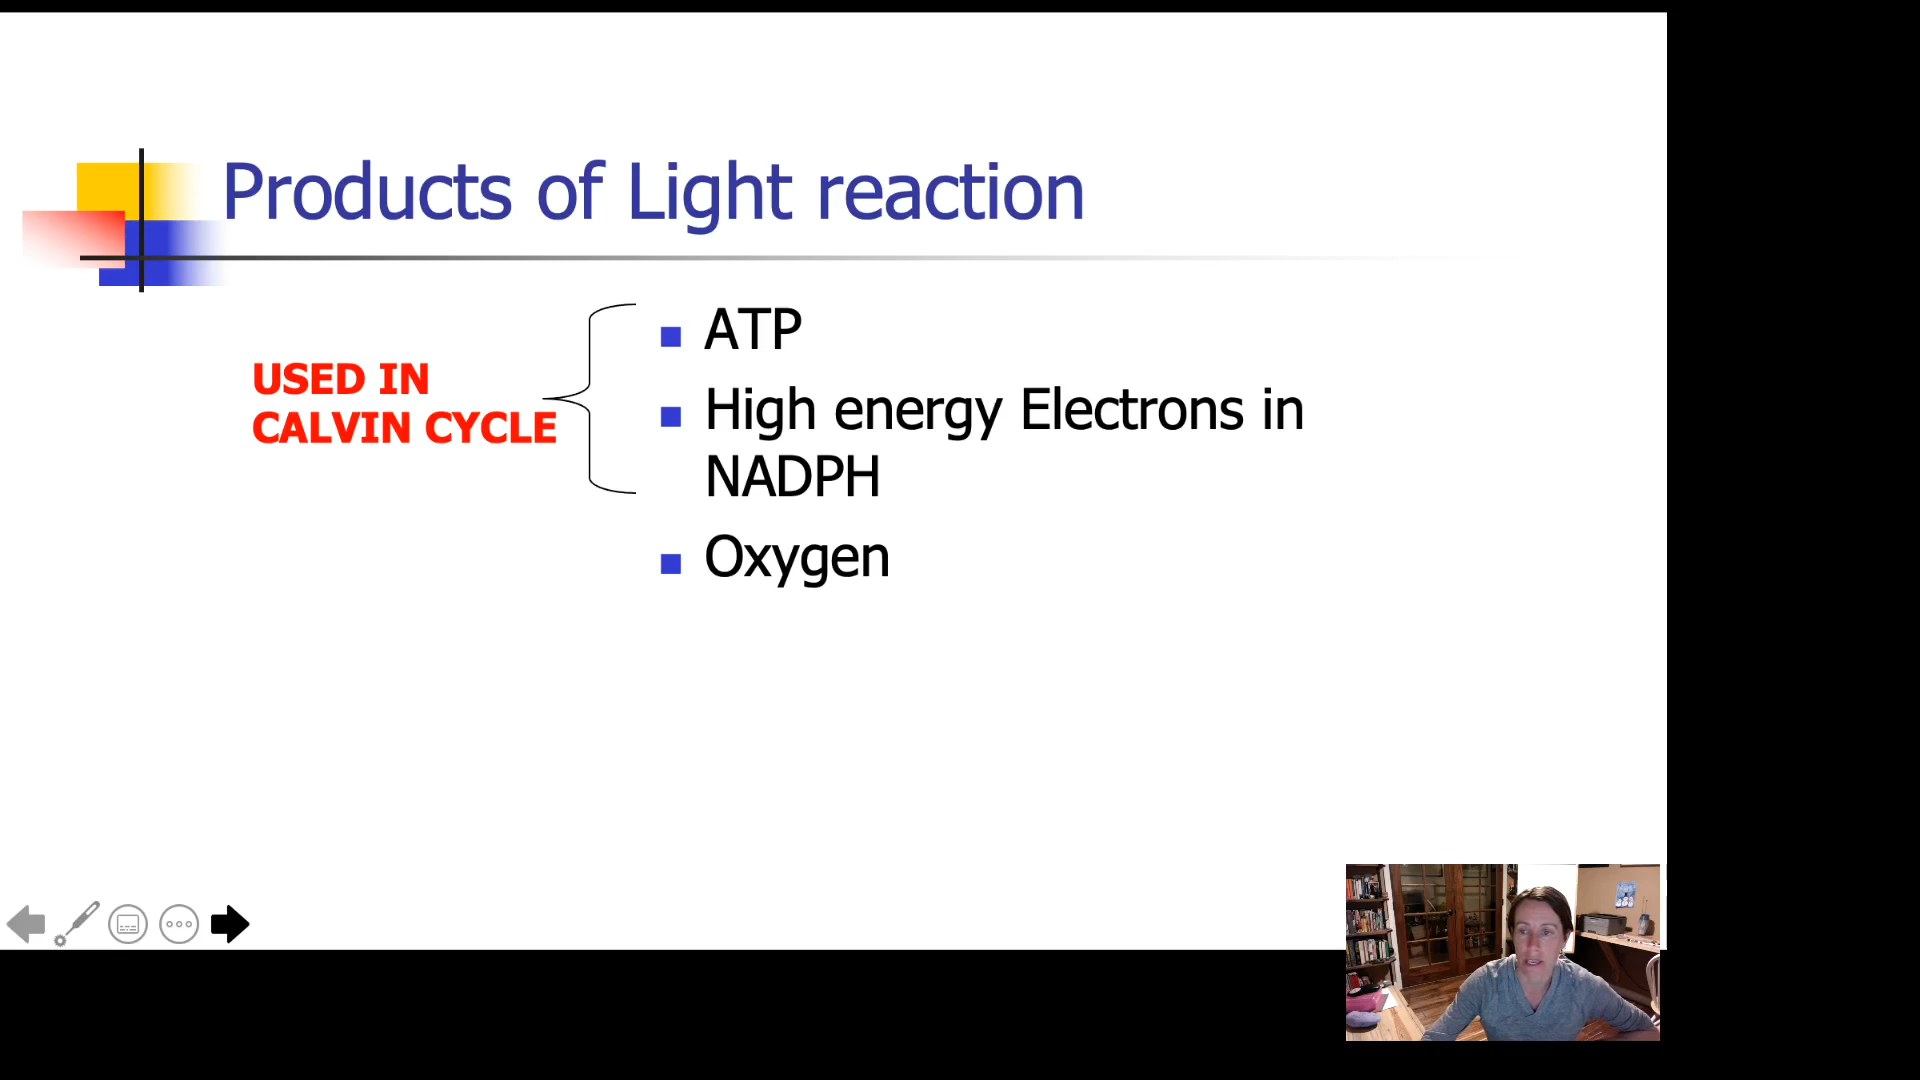 Products of Light reaction
USED IN
CALVIN CYCLE
ATP
High energy Electrons in
NADPH
Oxygen